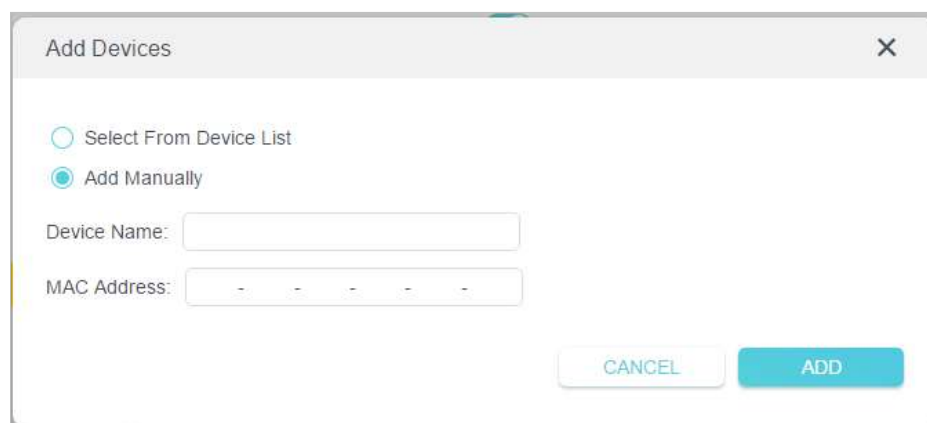 Add Devices
Select From Device List
Add Manually
Device Name:
MAC Address: - - - - -
CANCEL ADD